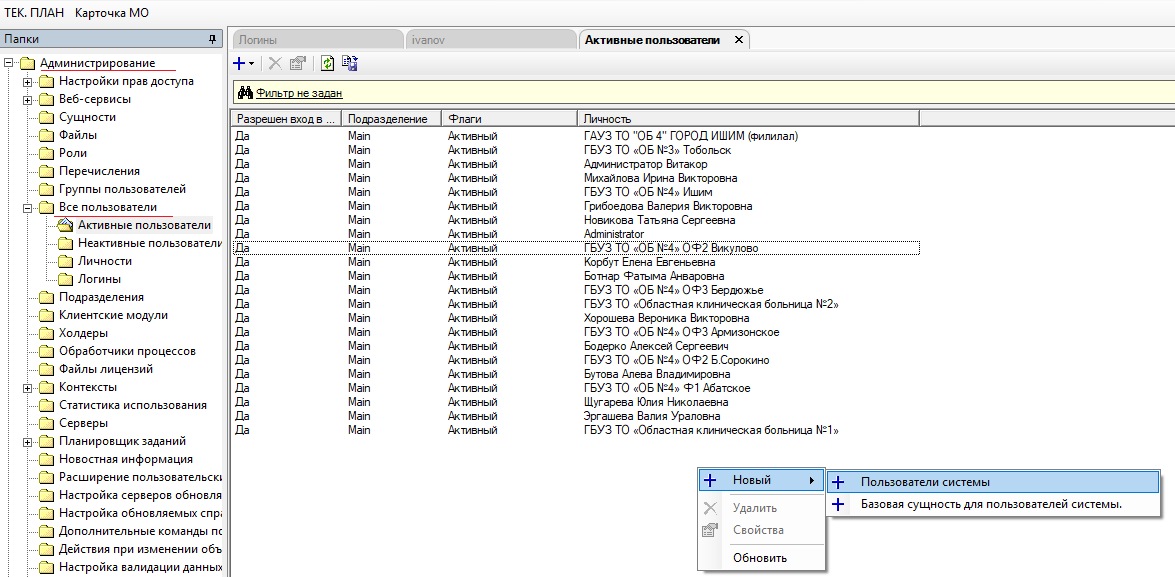 ТЕК. ПЛАН Карточка МО
Папки
Администрирование
Настройки прав доступа
Веб-сервисы
Сущности
Файлы
Роли
Перечисления
Группы пользователей
Все пользователи
Активные пользователи
Неактивные пользователи
Личности
Логины
Подразделения
Клиентские модули
Холдеры
Обработчики процессов
Файлы лицензий
Контексты
Статистика использования
Серверы
Планировщик заданий
Новостная информация
Расширение пользовательски
Настройка серверов обновля
Настройка обновляемых спра
Дополнительные команды по
Действия при изменении объ
Настройка валидации данных
Логины ivanov Активные пользователи
Фильтр не задан
Разрешен вход в ... Подразделение Флаги Личность
Да Main Активный ГАУЗ ТО "ОБ 4" ГОРОД ИШИМ (филилал)
Да Main Активный ГБУЗ ТО «ОБ №3» Тобольск
Да Main Активный Администратор Витакор
Да Main Активный Михайлова Ирина Викторовна
Да Main Активный ГБУЗ ТО «ОБ №4» Ишим
Да Main Активный Грибоедова Валерия Викторовна
Да Main Активный Новикова Татьяна Сергеевна
Да Main Активный Administrator
Да Main Активный ГБУЗ ТО «ОБ №4» ОФ2 Викулово
Да Main Активный Корбут Елена Евгеньевна
Да Main Активный Ботнар Фатыма Анваровна
Да Main Активный ГБУЗ ТО «ОБ №4» ОФ3 Бердюжье
Да Main Активный ГБУЗ ТО «Областная клиническая больница №2»
Да Main Активный Хорошева Вероника Викторовна
Да Main Активный ГБУЗ ТО «ОБ №4» ОФ3 Армизонское
Да Main Активный Бодерко Алексей Сергеевич
Да Main Активный ГБУЗ ТО «ОБ №4» ОФ2 Б.Сорокино
Да Main Активный Бутова Алева Владимировна
Да Main Активный ГБУЗ ТО «ОБ №4» Ф1 Абатское
Да Main Активный Щугарева Юлия Николаевна
Да Main Активный Эргашева Валия Ураловна
Да Main Активный ГБУЗ ТО «Областная клиническая больница №1»
Новый
Удалить
Свойства
Обновить
Пользователи системы
Базовая сущность для пользователей системы.